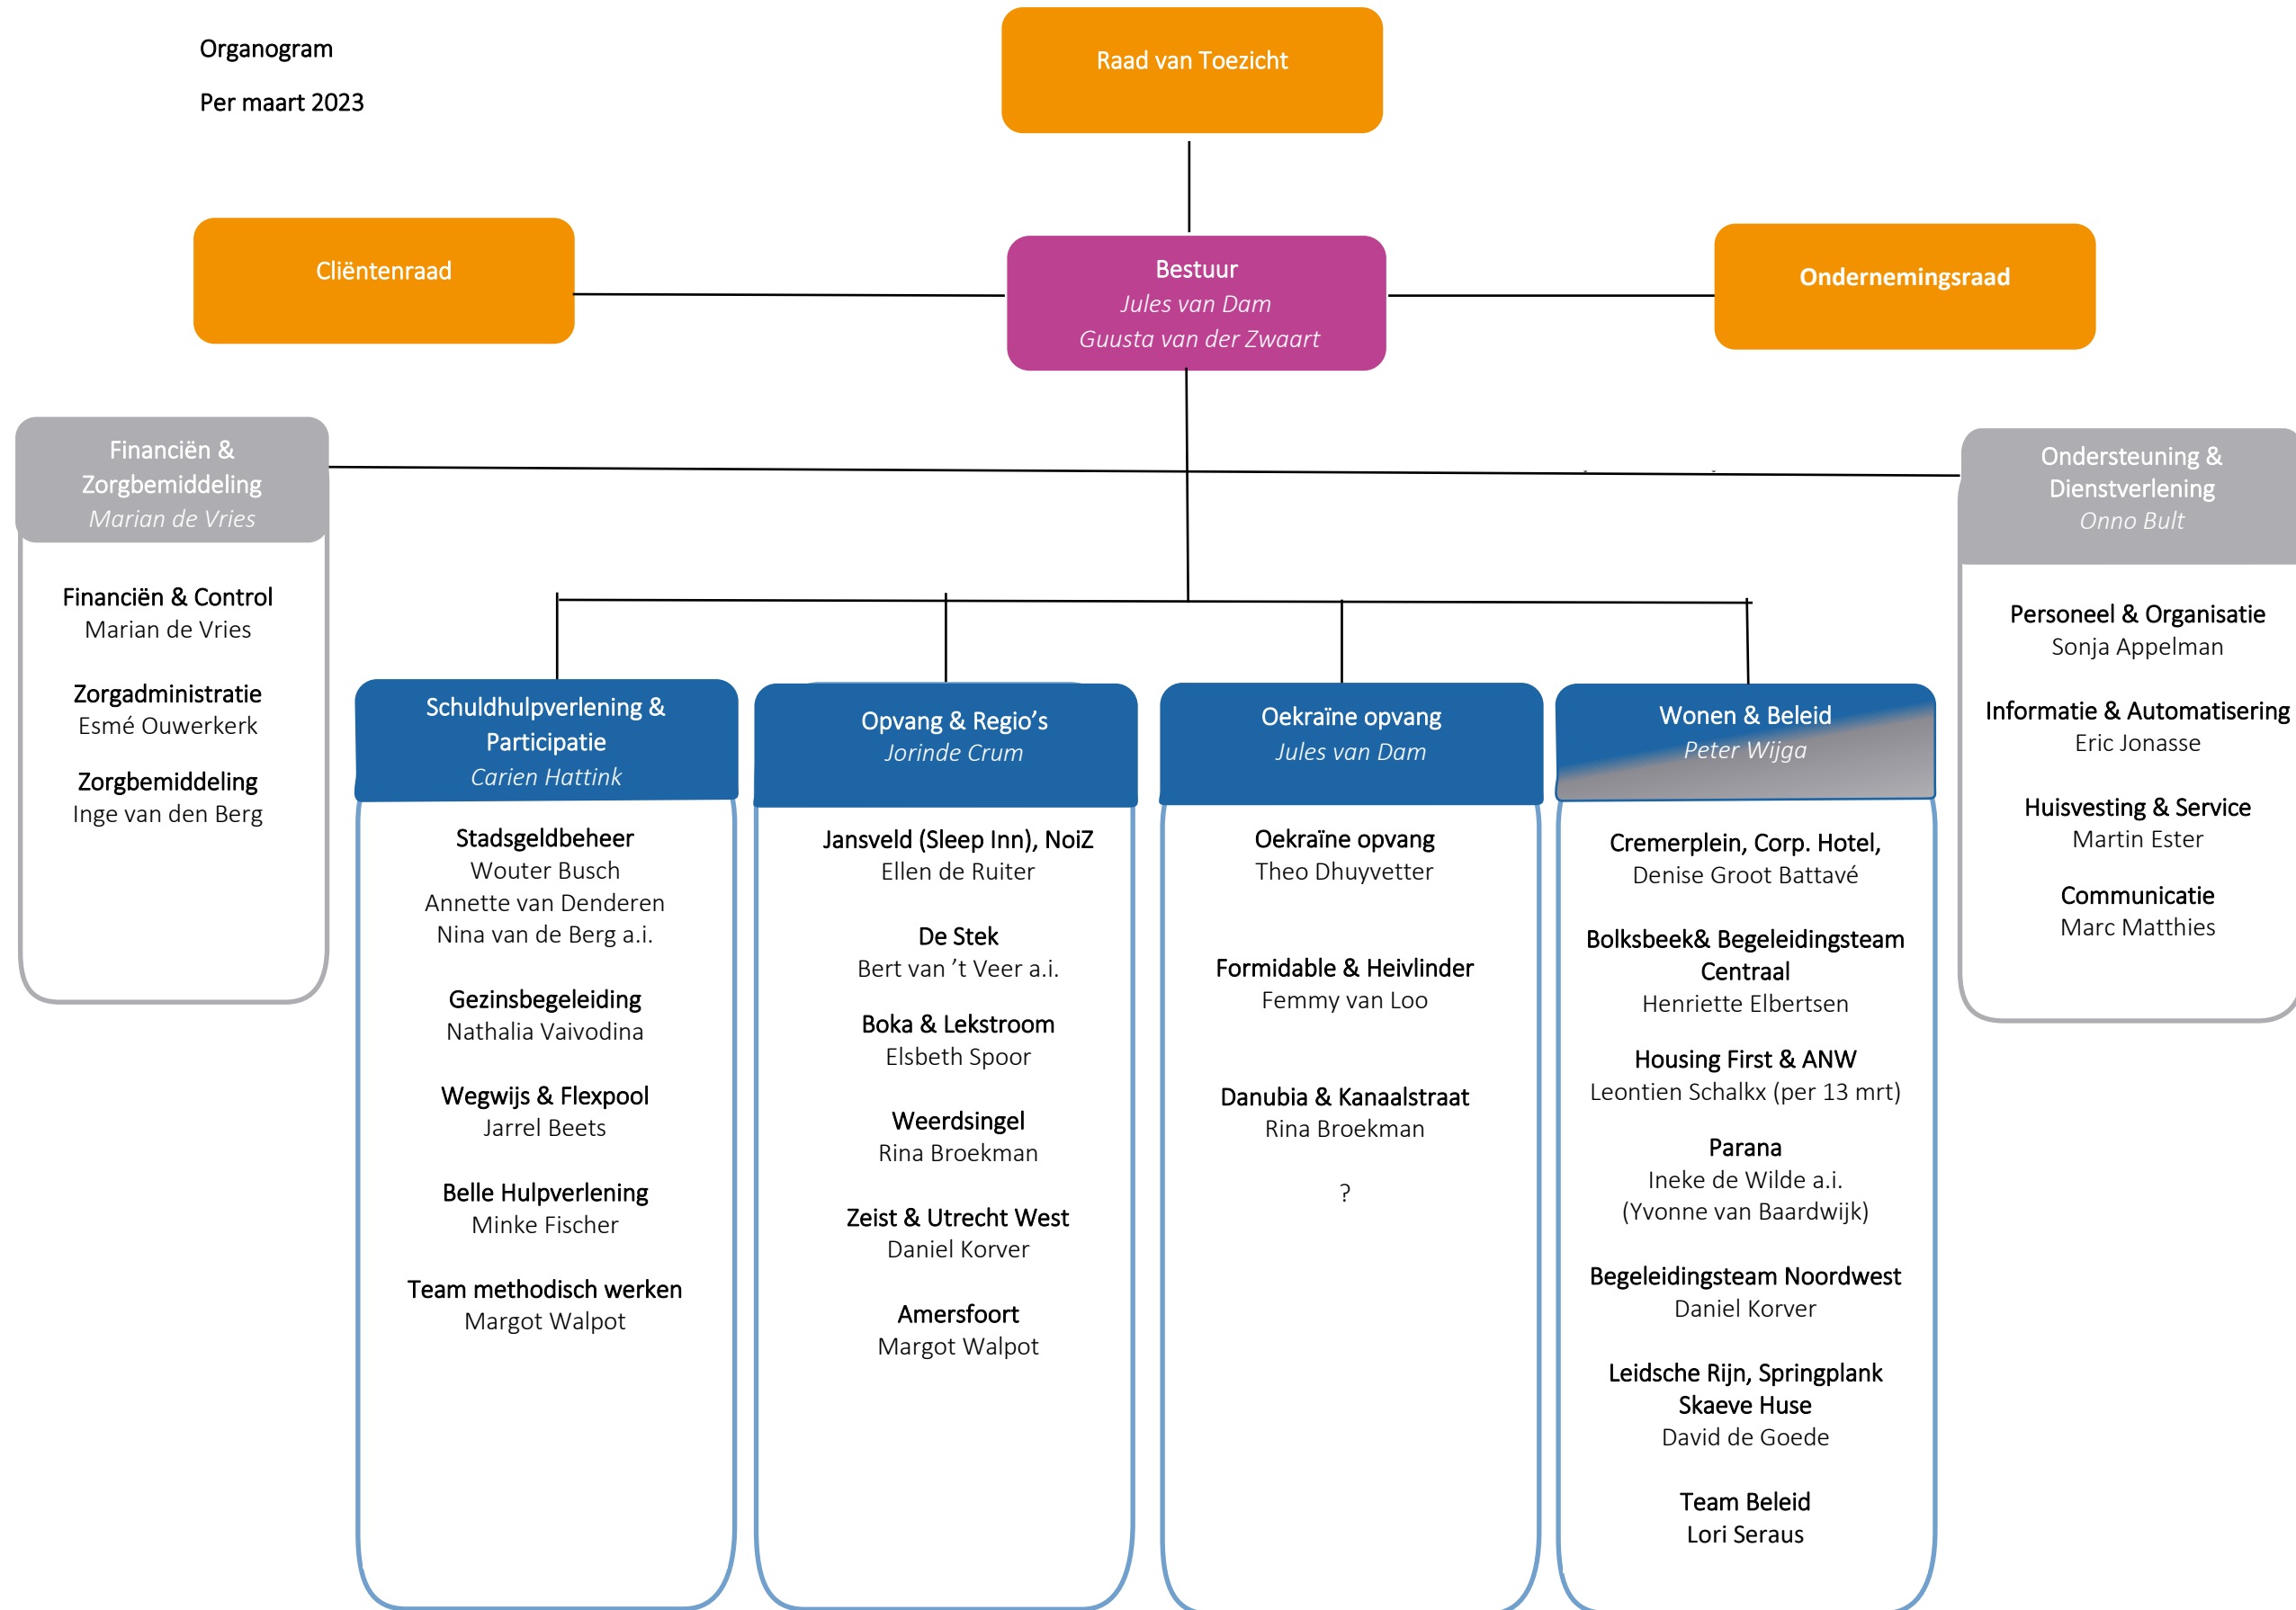 Organogram
Per maart 2023
Raad van Toezicht
Cliëntenraad
Bestuur
Jules van Dam
Guusta van der Zwaart
Ondernemingsraad
Financiën &
Zorgbemiddeling
Marian de Vries
Financiën & Control
Marian de Vries
Zorgadministratie
Esmé Ouwerkerk
Zorgbemiddeling
Inge van den Berg
Schuldhulpverlening &
Participatie
Carien Hattink
Stadsgeldbeheer
Wouter Busch
Annette van Denderen
Nina van de Berg a.i.
Gezinsbegeleiding
Nathalia Vaivodina
Wegwijs & Flexpool
Jarrel Beets
Belle Hulpverlening
Minke Fischer
Team methodisch werken
Margot Walpot
Opvang & Regio's
Jorinde Crum
Jansveld (Sleep Inn), NoiZ
Ellen de Ruiter
De Stek
Bert van 't Veer a.i.
Boka & Lekstroom
Elsbeth Spoor
Weerdsingel
Rina Broekman
Zeist & Utrecht West
Daniel Korver
Amersfoort
Margot Walpot
Oekraïne opvang
Jules van Dam
Oekraïne opvang
Theo Dhuyvetter
Formidable & Heivlinder
Femmy van Loo
Danubia & Kanaalstraat
Rina Broekman
?
Wonen & Beleid
Peter Wijga
Cremerplein, Corp. Hotel,
Denise Groot Battavé
Bolksbeek& Begeleidingsteam
Centraal
Henriette Elbertsen
Housing First & ANW
Leontien Schalkx (per 13 mrt)
Parana
Ineke de Wilde a.i.
(Yvonne van Baardwijk)
Begeleidingsteam Noordwest
Daniel Korver
Leidsche Rijn, Springplank
Skaeve Huse
David de Goede
Team Beleid
Lori Seraus
Ondersteuning &
Dienstverlening
Onno Bult
Personeel & Organisatie
Sonja Appelman
Informatie & Automatisering
Eric Jonasse
Huisvesting & Service
Martin Ester
Communicatie
Marc Matthies